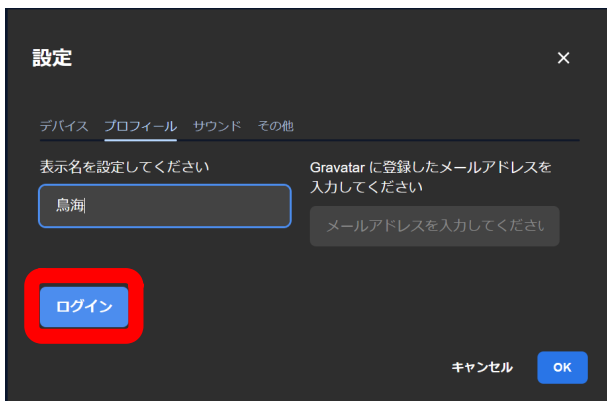 設定
デバイス プロフィール サウンド その他
表示名を設定してください
鳥海
Gravatar に登録したメールアドレスを
入力してください
メールアドレスを入力してください
ログイン
キャンセル OK